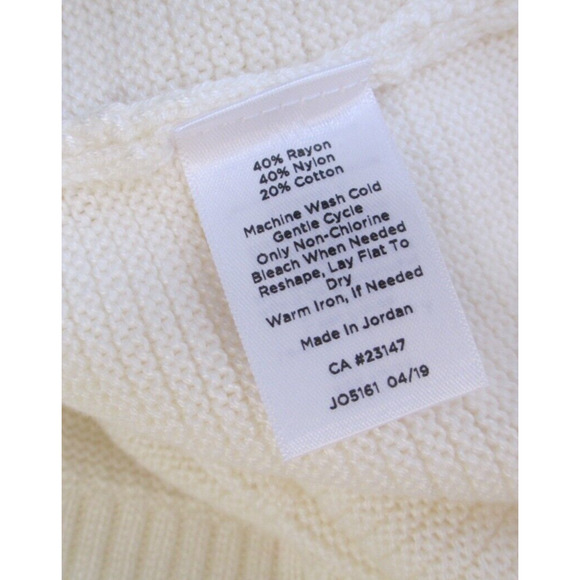 40% Rayon
40% Nylon
20% Cotton
Machine Wash Cold
Gentle Cycle
Only Non-Chlorine
Bleach When Needed
Reshape, Lay Flat To
Dry
Warm Iron, If Needed
Made In Jordan
CA #23147
JO5161 04/19